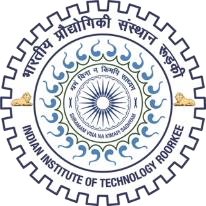 भारतीय प्रौद्योगिकी संस्थान रुड़की
श्रमं विना न किमपि साध्यम्
SHRAMAM VINA NA KIMAPI SADHYAM
INDIAN INSTITUTE OF TECHNOLOGY ROORKEE